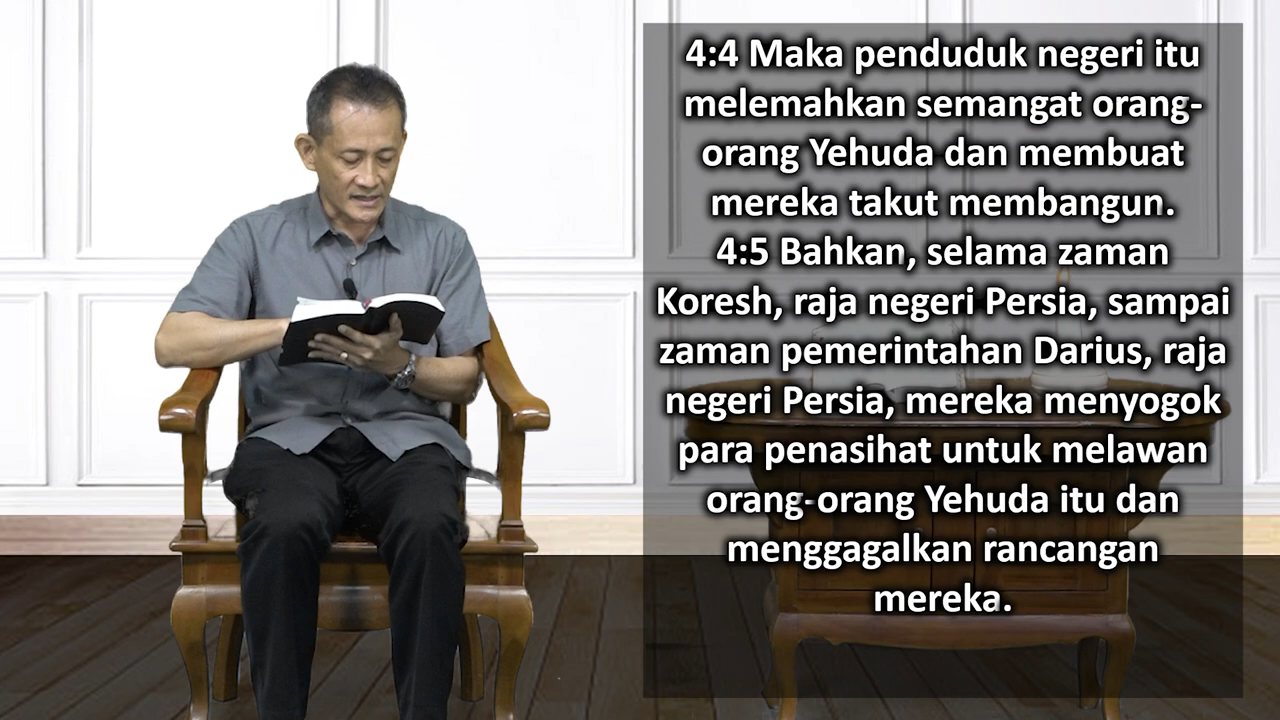 4:4 Maka penduduk negeri itu
melemahkan semangat orang-
orang Yehuda dan membuat
mereka takut membangun.
4:5 Bahkan, selama zaman
Koresh, raja negeri Persia, sampai
zaman pemerintahan Darius, raja
negeri Persia, mereka menyogok
para penasihat untuk melawan
orang-orang Yehuda itu dan
menggagalkan rancangan
mereka.